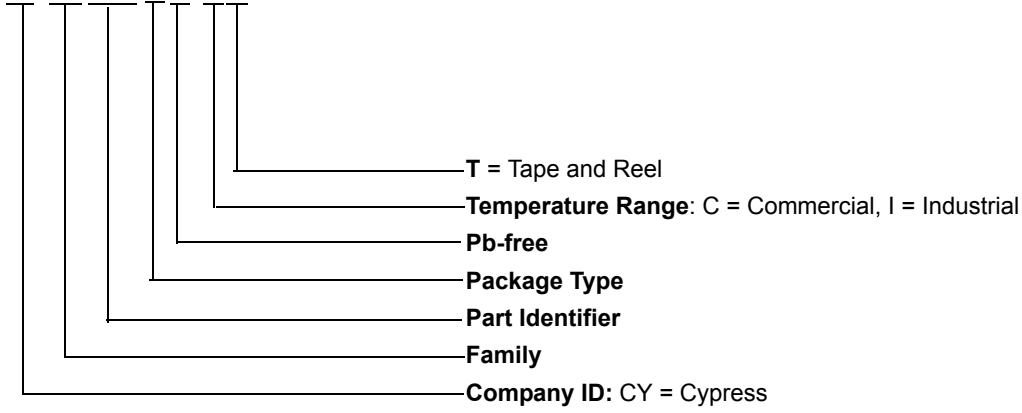 T = Tape and Reel
Temperature Range: C = Commercial, I = Industrial
Pb-free
Package Type
Part Identifier
Family
Company ID: CY = Cypress